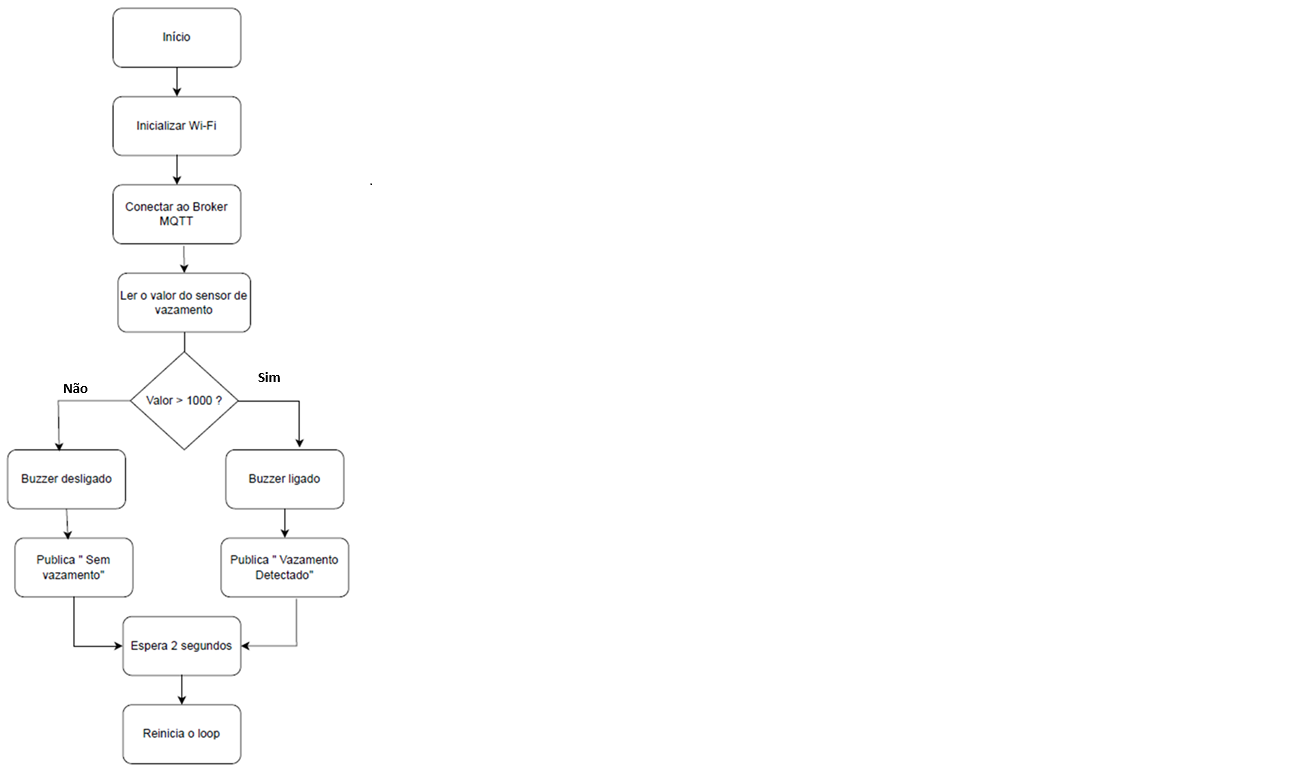 Início
Inicializar Wi-Fi
Conectar ao Broker
MQTT
Ler o valor do sensor de
vazamento
Valor > 1000 ?
Não
Sim
Buzzer desligado
Buzzer ligado
Publica " Sem
vazamento"
Publica " Vazamento
Detectado"
Espera 2 segundos
Reinicia o loop